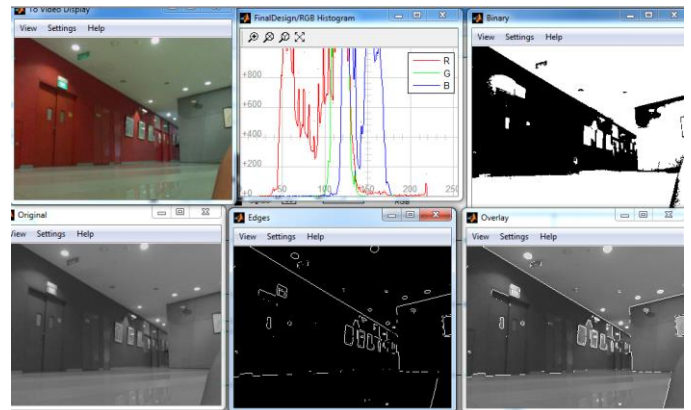 To Video Display
View Settings Help
FinalDesign/RGB Histogram
R
G
B
+800
+600
+400
+200
+0
50
100
150
200
250
RGB
Binary
View Settings Help
Original
View Settings Help
Edges
View Settings Help
Overlay
View Settings Help